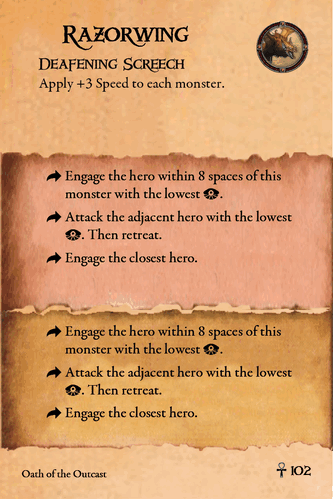 RAZORWING
DEAFENING SCREECH
Apply +3 Speed to each monster.
Engage the hero within 8 spaces of this
monster with the lowest .
Attack the adjacent hero with the lowest
. Then retreat.
Engage the closest hero.
Engage the hero within 8 spaces of this
monster with the lowest .
Attack the adjacent hero with the lowest
. Then retreat.
Engage the closest hero.
Oath of the Outcast
102